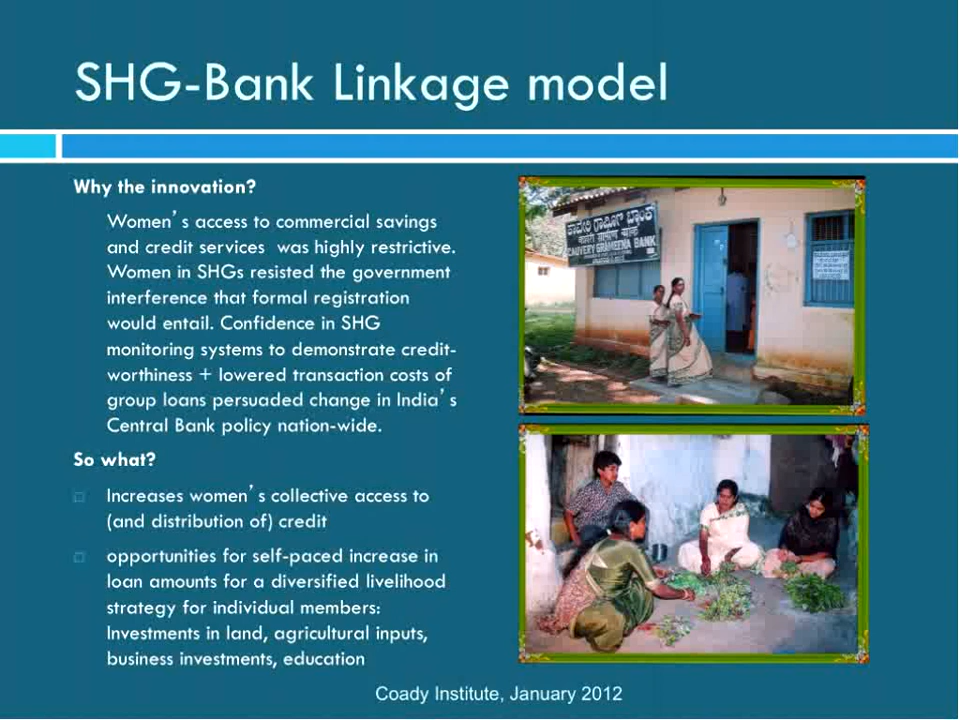 SHG-Bank Linkage model
Why the innovation?
Women's access to commercial savings
and credit services was highly restrictive.
Women in SHGs resisted the government
interference that formal registration
would entail. Confidence in SHG
monitoring systems to demonstrate credit-
worthiness + lowered transaction costs of
group loans persuaded change in India's
Central Bank policy nation-wide.
So what?
Increases women's collective access to
(and distribution of) credit
opportunities for self-paced increase in
loan amounts for a diversified livelihood
strategy for individual members:
Investments in land, agricultural inputs,
business investments, education
ಕಾವೇರಿ ಗ್ರಾಮೀಣ ಬ್ಯಾಂಕ್
कावेरी ग्रामीण बैंक
CAUVERY GRAMEENA BANK
Coady Institute, January 2012